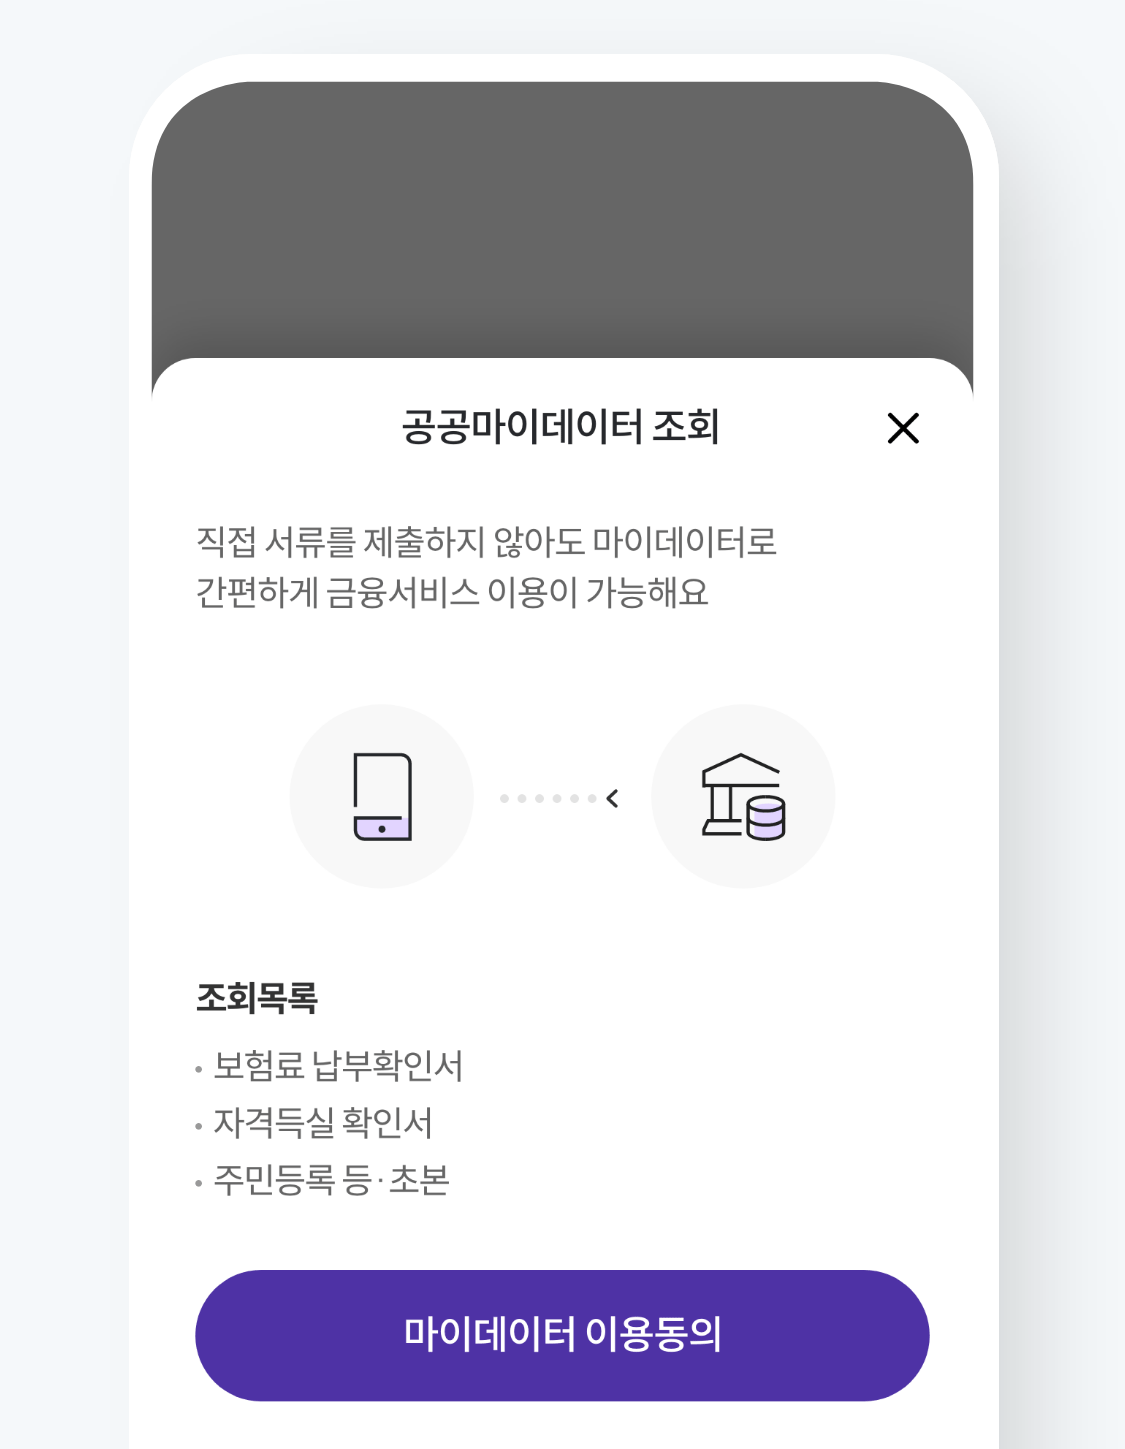 공공마이데이터 조회
직접 서류를 제출하지 않아도 마이데이터로
간편하게 금융서비스 이용이 가능해요
조회목록
• 보험료 납부확인서
• 자격득실 확인서
• 주민등록 등·초본
마이데이터 이용동의